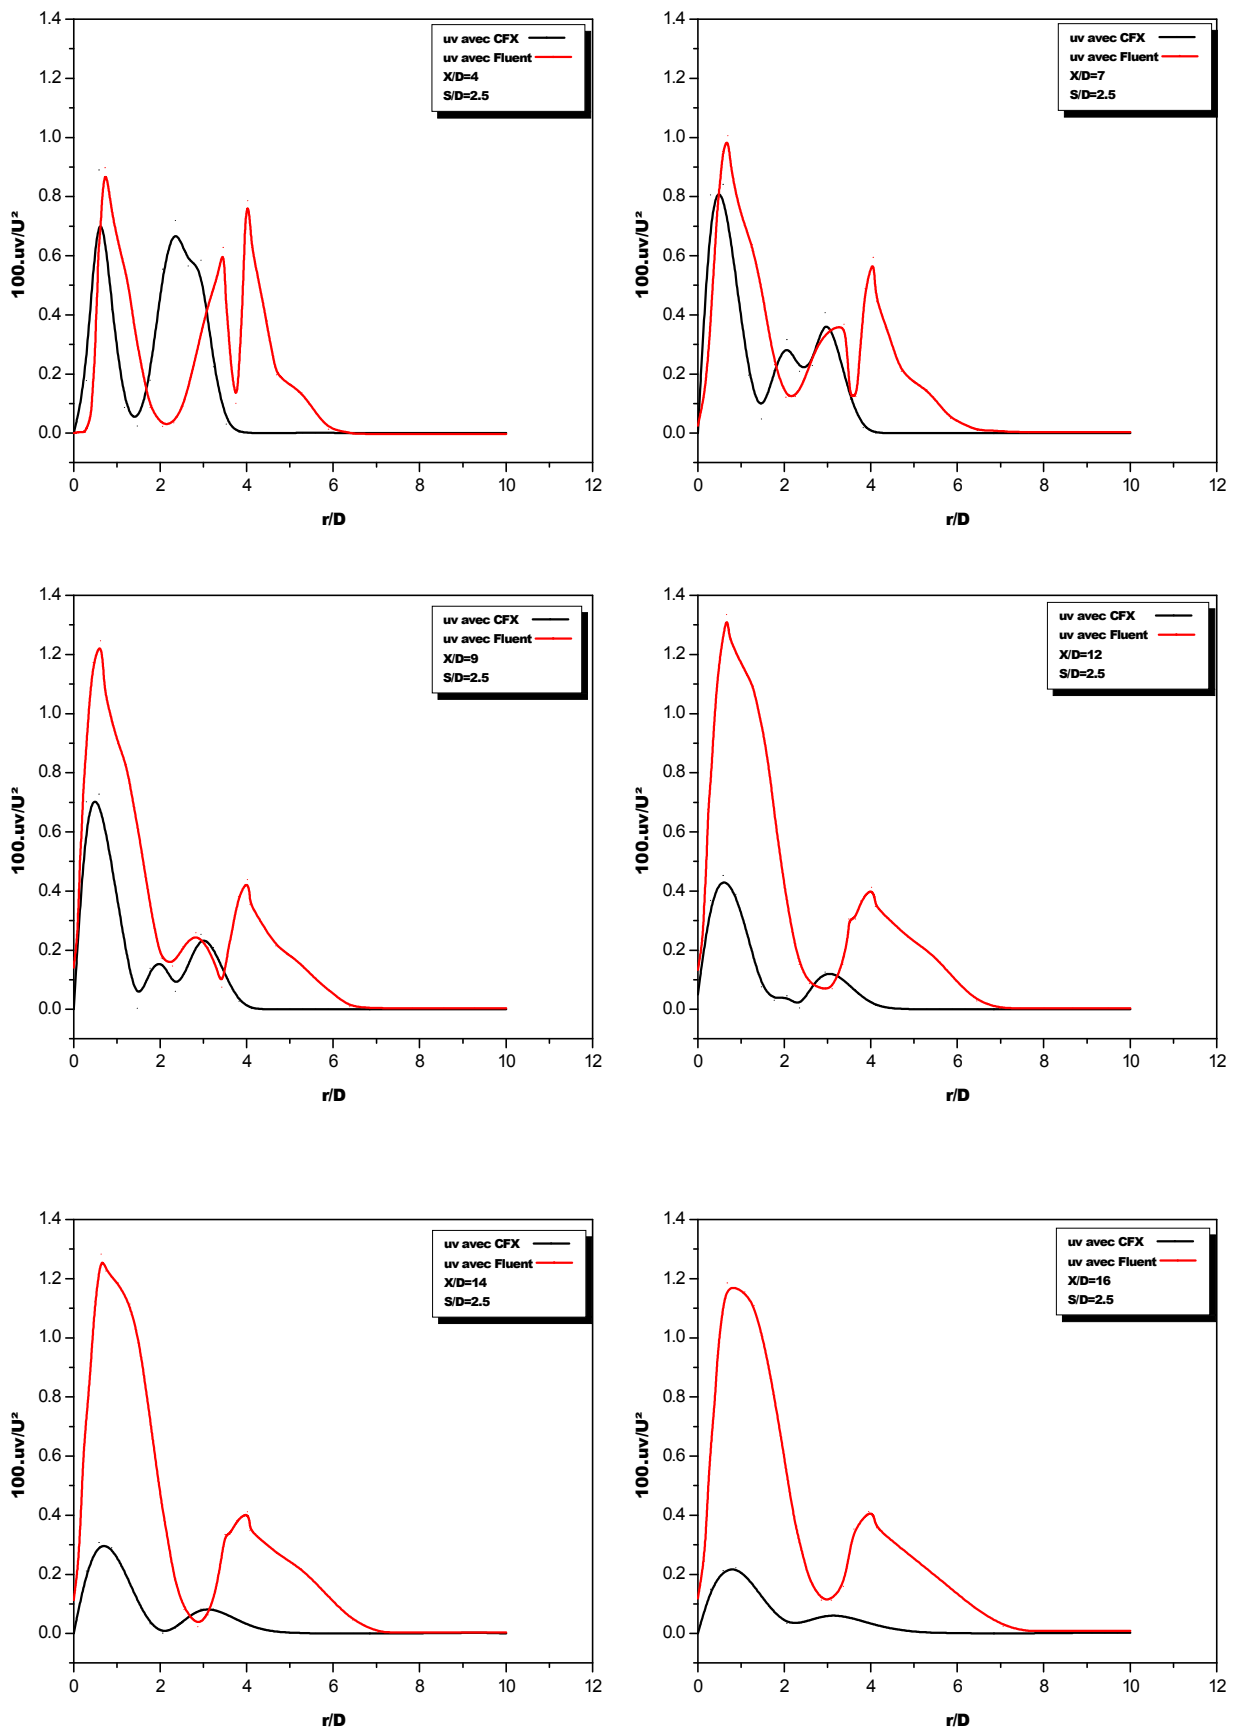 1.4
1.2
1.0
0.8
0.6
0.4
0.2
0.0
100.uv/U²
0
2
4
6
8
10
12
r/D
uv avec CFX
uv avec Fluent
X/D=4
S/D=2.5
1.4
1.2
1.0
0.8
0.6
0.4
0.2
0.0
100.uv/U²
0
2
4
6
8
10
12
r/D
uv avec CFX
uv avec Fluent
X/D=7
S/D=2.5
1.4
1.2
1.0
0.8
0.6
0.4
0.2
0.0
100.uv/U²
0
2
4
6
8
10
12
r/D
uv avec CFX
uv avec Fluent
X/D=9
S/D=2.5
1.4
1.2
1.0
0.8
0.6
0.4
0.2
0.0
100.uv/U²
0
2
4
6
8
10
12
r/D
uv avec CFX
uv avec Fluent
X/D=12
S/D=2.5
1.4
1.2
1.0
0.8
0.6
0.4
0.2
0.0
100.uv/U²
0
2
4
6
8
10
12
r/D
uv avec CFX
uv avec Fluent
X/D=14
S/D=2.5
1.4
1.2
1.0
0.8
0.6
0.4
0.2
0.0
100.uv/U²
0
2
4
6
8
10
12
r/D
uv avec CFX
uv avec Fluent
X/D=16
S/D=2.5